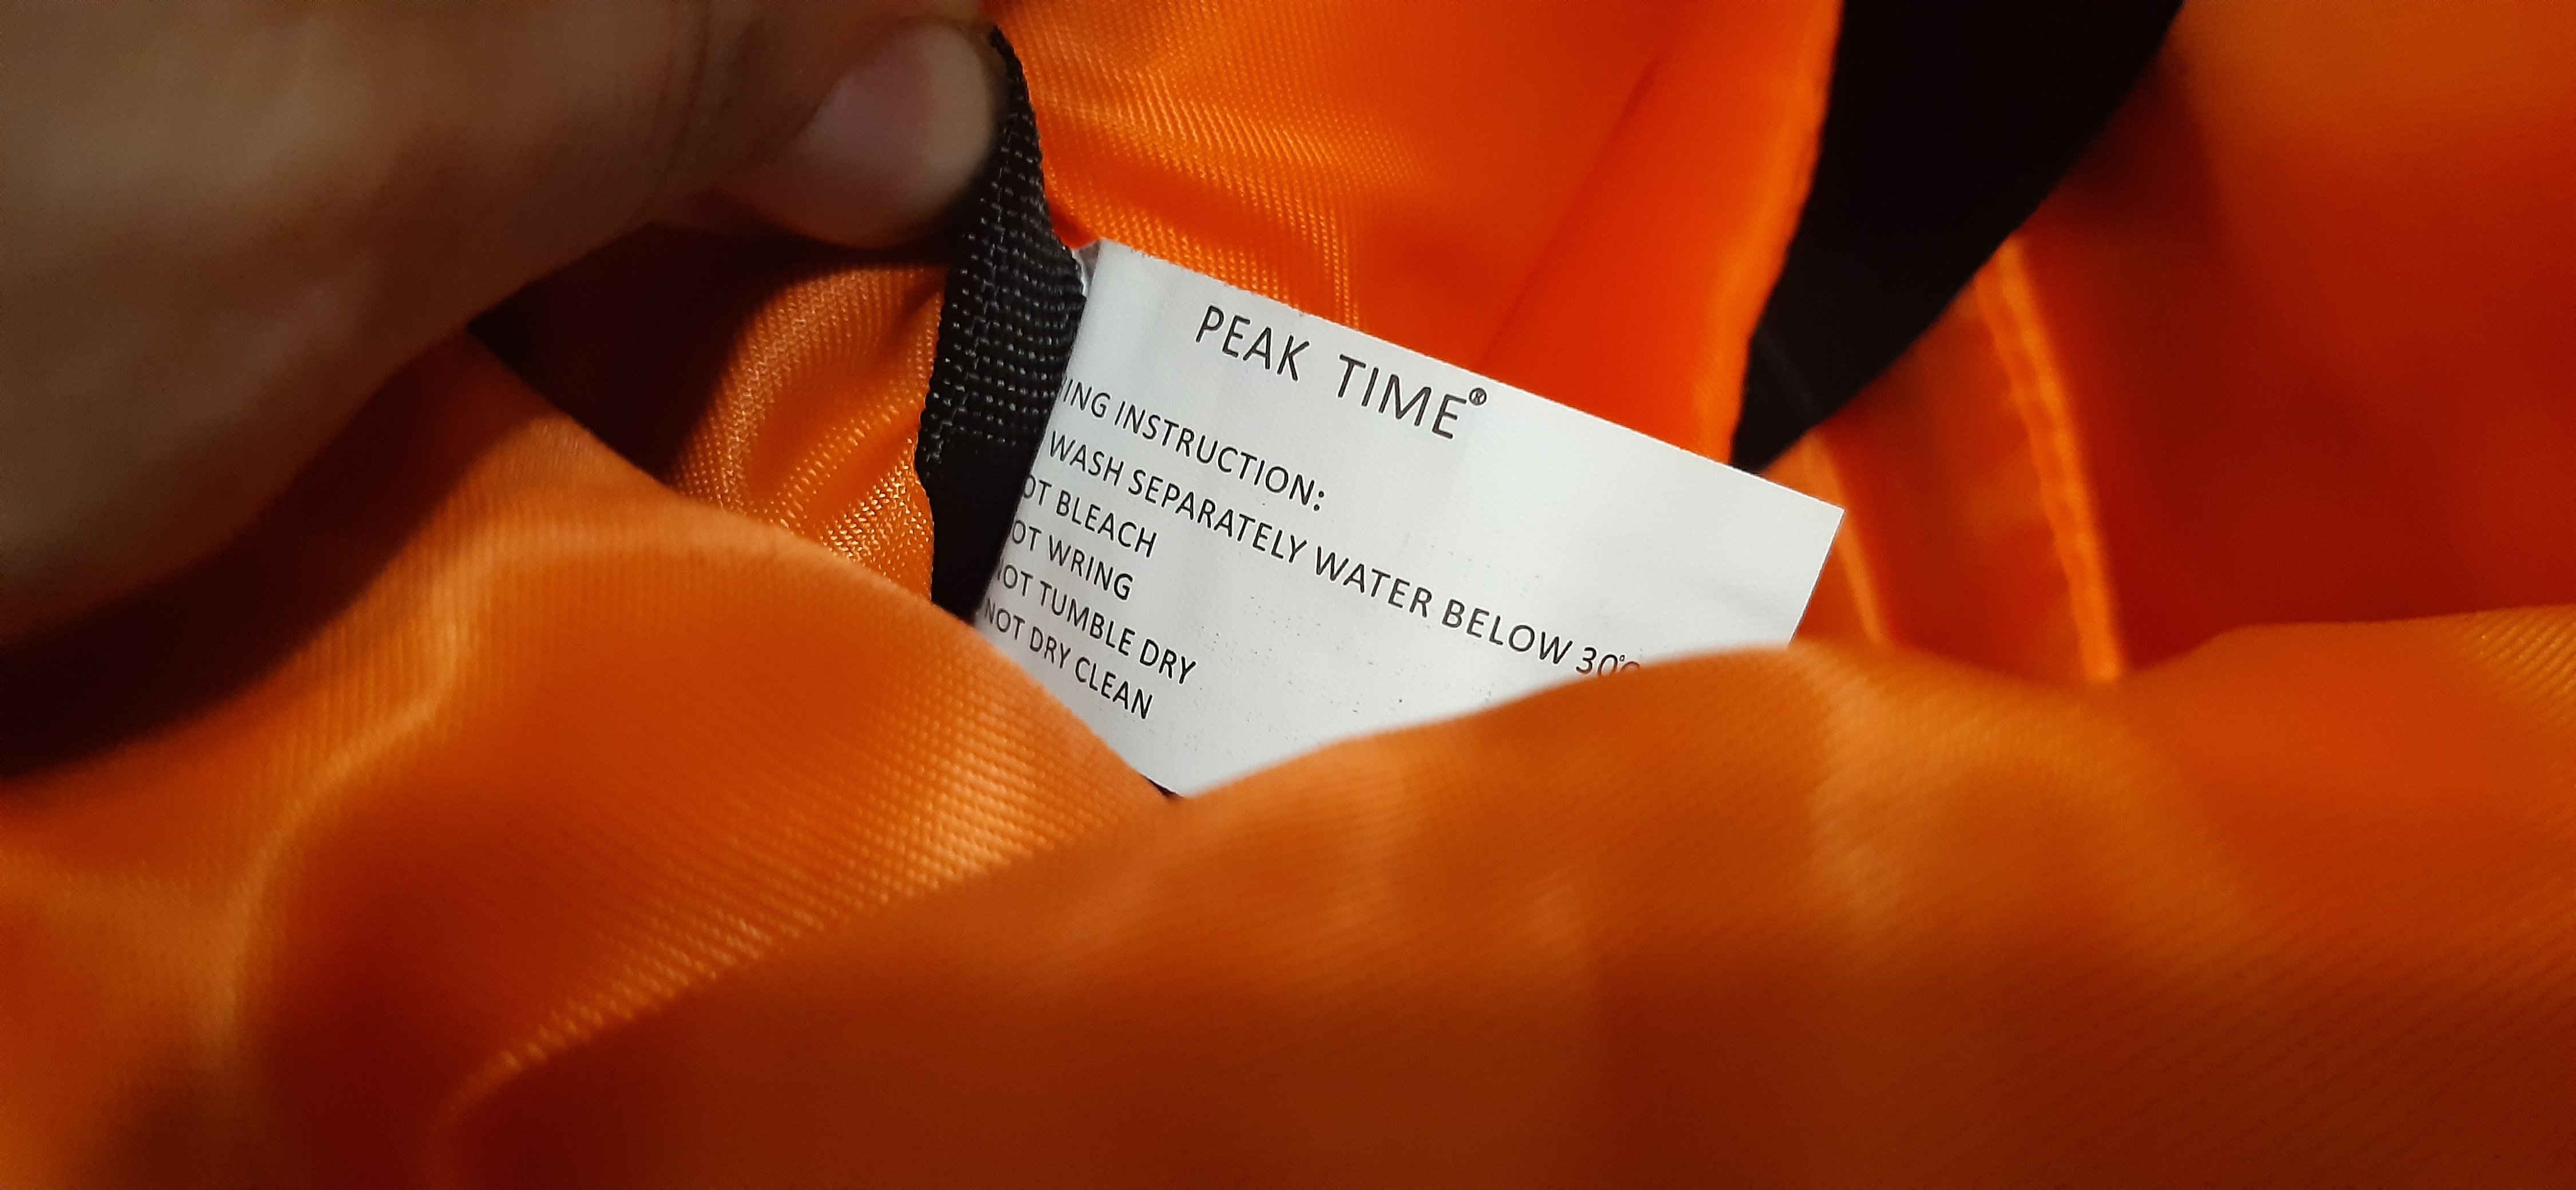 PEAK TIME®
ING INSTRUCTION:
WASH SEPARATELY WATER BELOW 30°
OT BLEACH
OT WRING
NOT TUMBLE DRY
NOT DRY CLEAN